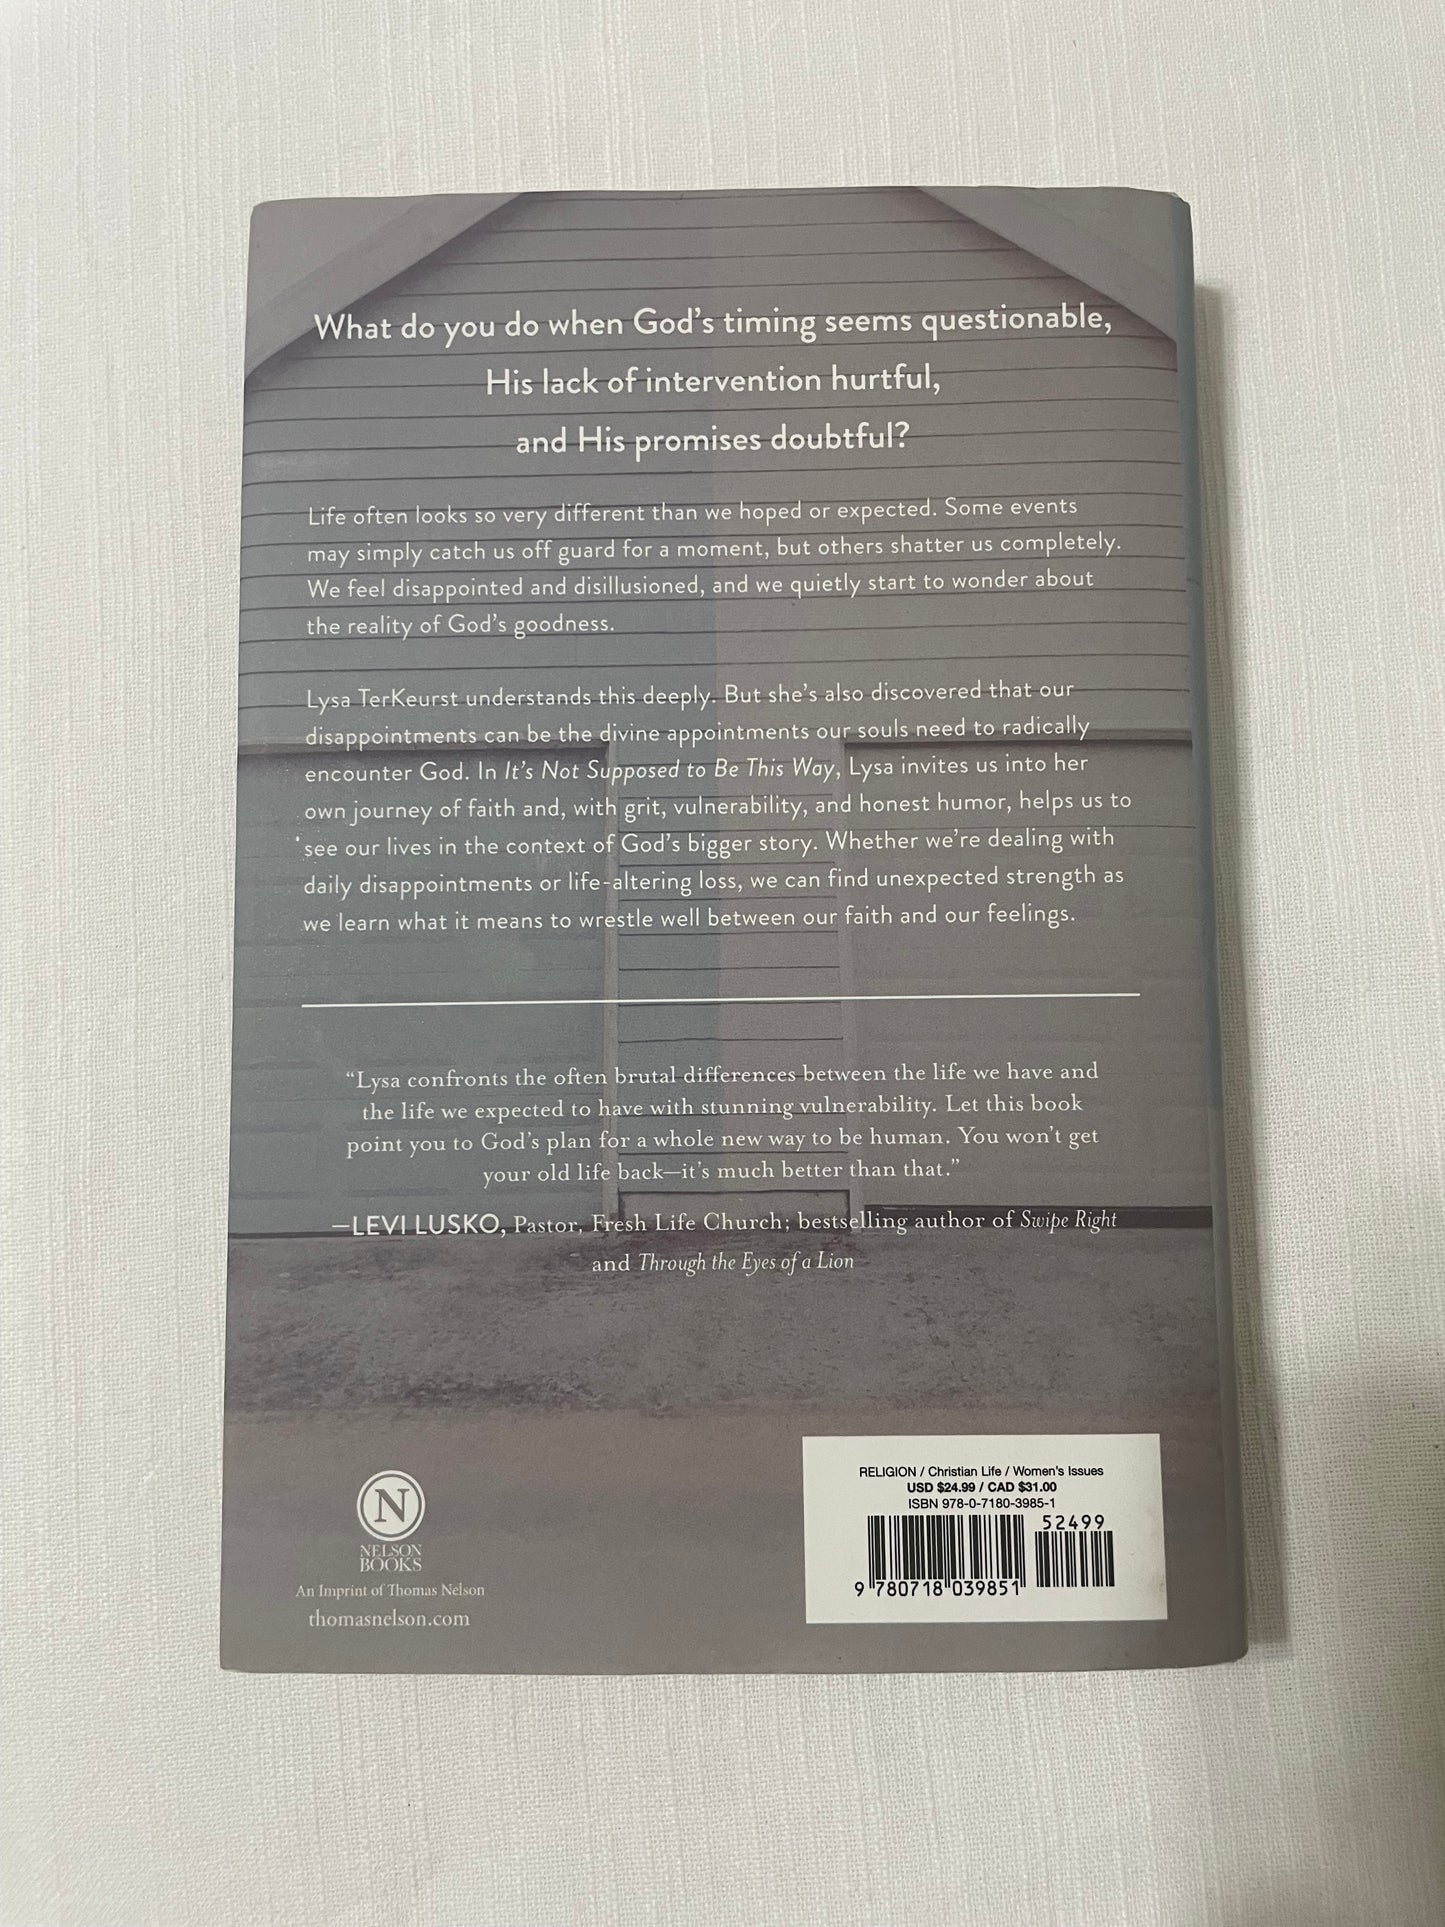 What do you do when God's timing seems questionable,
His lack of intervention hurtful,
and His promises doubtful?
Life often looks so very different than we hoped or expected. Some events
may simply catch us off guard for a moment, but others shatter us completely.
We feel disappointed and disillusioned, and we quietly start to wonder about
the reality of God's goodness.
Lysa TerKeurst understands this deeply. But she's also discovered that our
disappointments can be the divine appointments our souls need to radically
encounter God. In It's Not Supposed to Be This Way, Lysa invites us into her
own journey of faith and, with grit, vulnerability, and honest humor, helps us to
see our lives in the context of God's bigger story. Whether we're dealing with
daily disappointments or life-altering loss, we can find unexpected strength as
we learn what it means to wrestle well between our faith and our feelings.
“Lysa confronts the often brutal differences between the life we have and
the life we expected to have with stunning vulnerability. Let this book
point you to God's plan for a whole new way to be human. You won't get
your old life back—it's much better than that.”
—LEVI LUSKO, Pastor, Fresh Life Church; bestselling author of Swipe Right
and Through the Eyes of a Lion
N
NELSON
BOOKS
An Imprint of Thomas Nelson
thomasnelson.com
RELIGION / Christian Life / Women's Issues
USD $24.99 / CAD $31.00
ISBN 978-0-7180-3985-1
52499
9 780718 039851